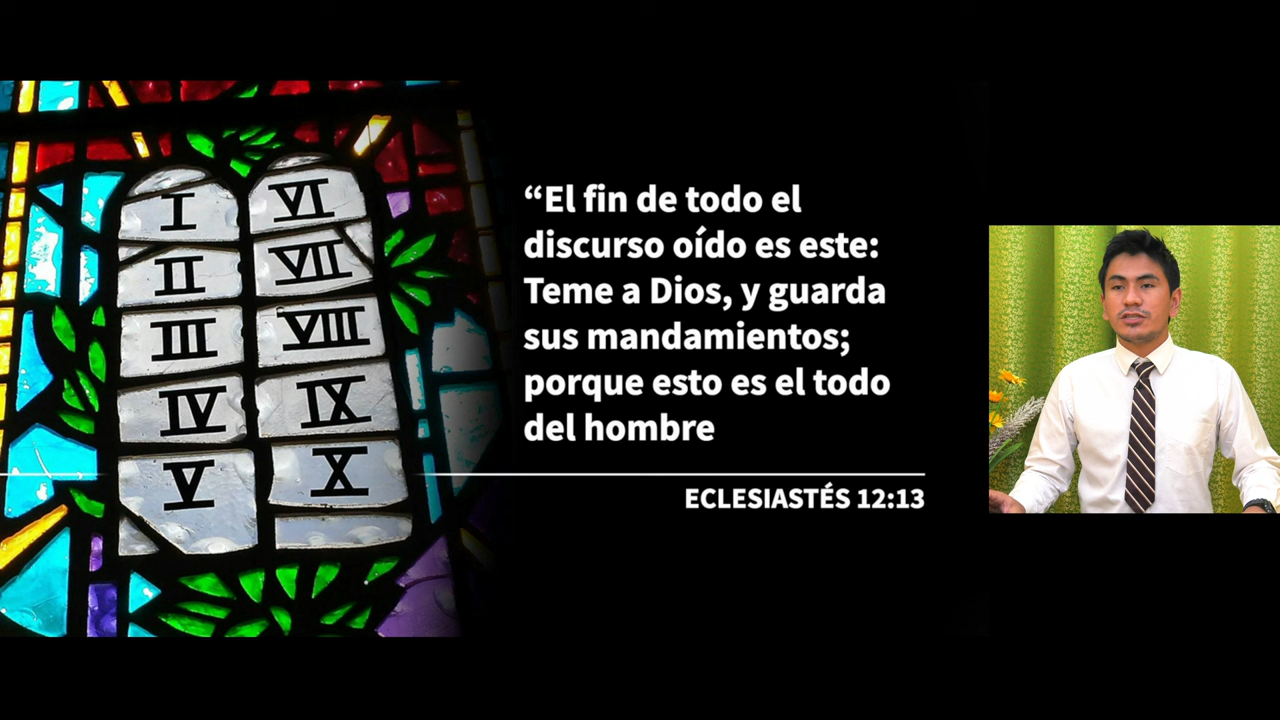 I
II
III
IV
V
VI
VII
VIII
IX
X
“El fin de todo el
discurso oído es este:
Teme a Dios, y guarda
sus mandamientos;
porque esto es el todo
del hombre
ECLESIASTÉS 12:13